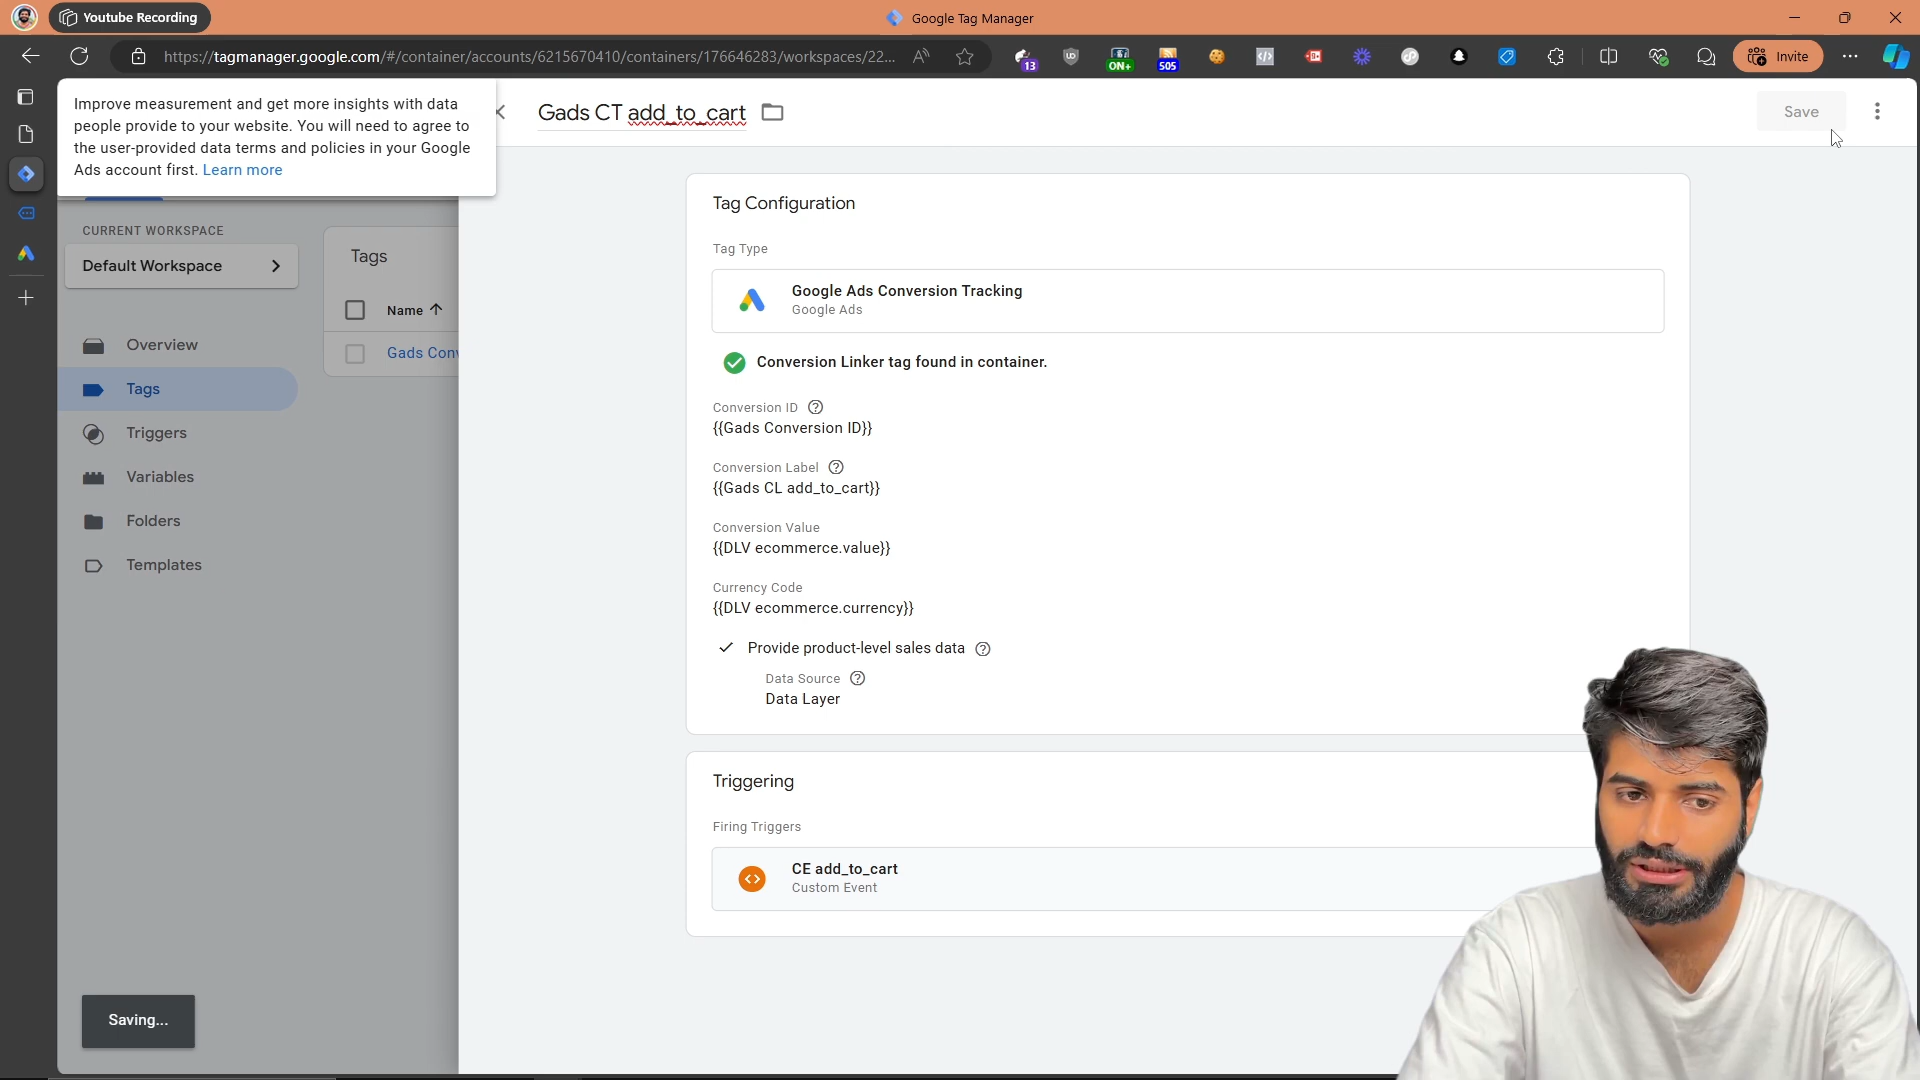 Youtube Recording
Google Tag Manager
https://tagmanager.google.com/#/container/accounts/6215670410/containers/176646283/workspaces/22...
13
ON+
505
Invite
Improve measurement and get more insights with data
people provide to your website. You will need to agree to
the user-provided data terms and policies in your Google
Ads account first. Learn more
Gads CT add_to_cart
Save
CURRENT WORKSPACE
Default Workspace
Overview
Tags
Triggers
Variables
Folders
Templates
Tags
Name
Gads Con
Tag Configuration
Tag Type
Google Ads Conversion Tracking
Google Ads
Conversion Linker tag found in container.
Conversion ID
{{Gads Conversion ID}}
Conversion Label
{{Gads CL add_to_cart}}
Conversion Value
{{DLV ecommerce.value}}
Currency Code
{{DLV ecommerce.currency}}
Provide product-level sales data
Data Source
Data Layer
Triggering
Firing Triggers
CE add_to_cart
Custom Event
Saving...